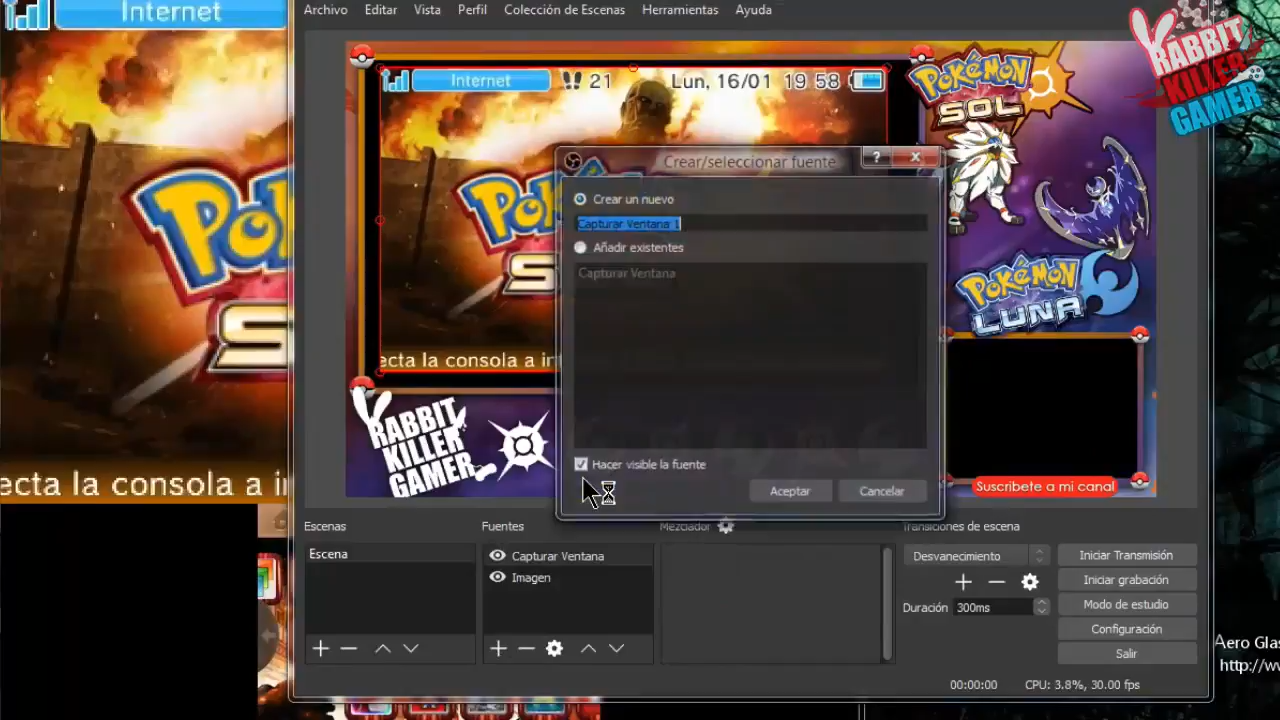 Internet
Archivo Editar Vista Perfil Colección de Escenas Herramientas Ayuda
RABBIT
KILLER
GAMER
Internet 21 Lun, 16/01 19 58
POKÉMON
SOL
Crear/seleccionar fuente
? X
Crear un nuevo
Capturar Ventana 1
Añadir existentes
Capturar Ventana
POKÉMON
LUNA
ecta la consola a in
RABBIT
KILLER
GAMER
Hacer visible la fuente
Aceptar Cancelar
Suscribete a mi canal
ecta la consola a i
Escenas Fuentes Mezclador Transiciones de escena
Escena
Capturar Ventana
Imagen
Desvanecimiento
Duración 300ms
Iniciar Transmisión
Iniciar grabación
Modo de estudio
Configuración
Salir
00:00:00 CPU: 3.8%, 30.00 fps
Aero Glas
http://w